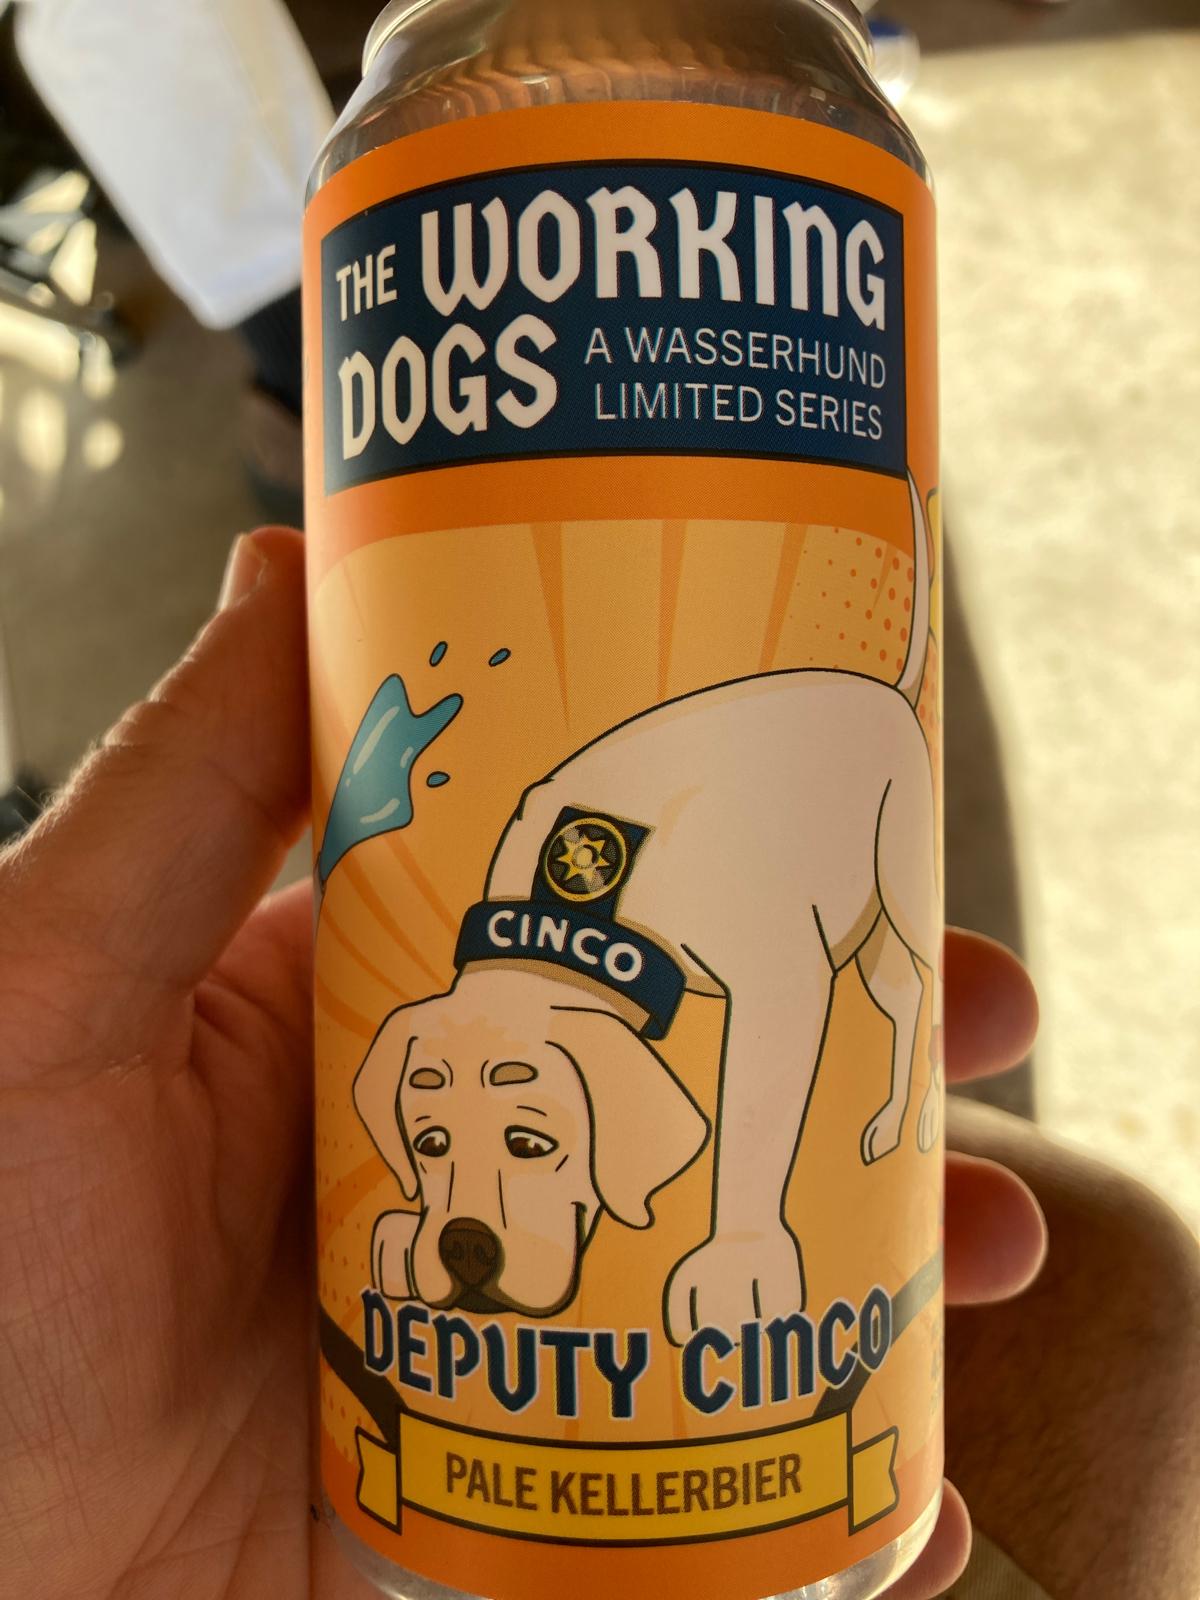 THE WORKING
DOGS
A WASSERHUND
LIMITED SERIES
CINCO
DEPUTY CINCO
PALE KELLERBIER